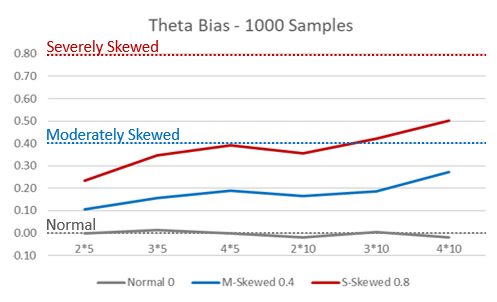 Theta Bias - 1000 Samples
Severely Skewed
0.80
0.70
0.60
0.50
Moderately Skewed
0.40
0.30
0.20
0.10
Normal
0.00
0.10
2*5 3*5 4*5 2*10 3*10 4*10
Normal 0 M-Skewed 0.4 S-Skewed 0.8